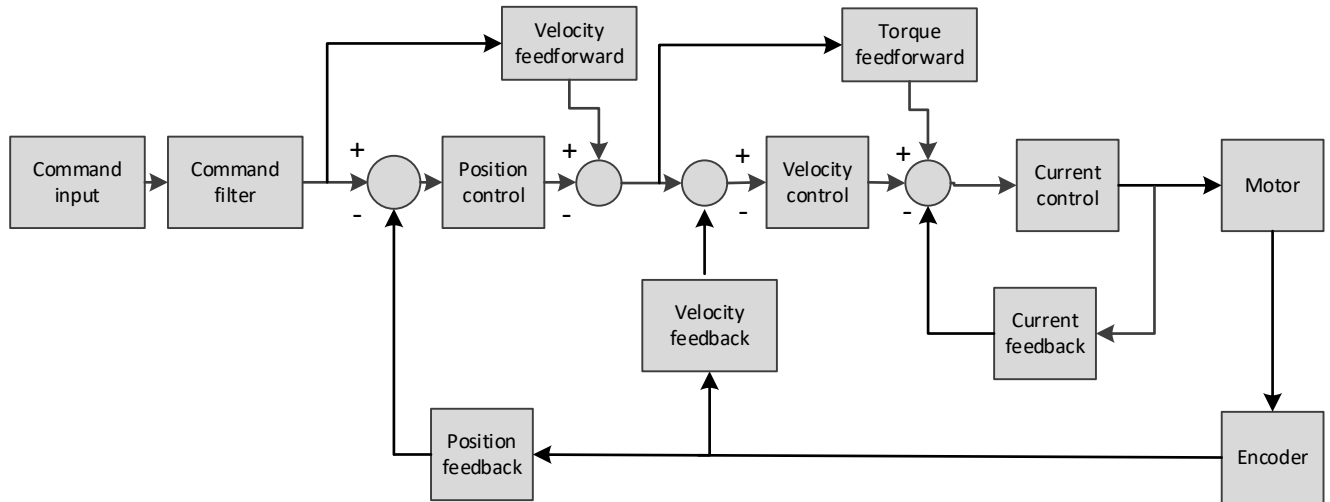 Velocity
feedforward
Torque
feedforward
Command
input
Command
filter
+
-
Position
control
+
-
+
-
Velocity
control
+
-
Current
control
Motor
Velocity
feedback
Current
feedback
Position
feedback
Encoder